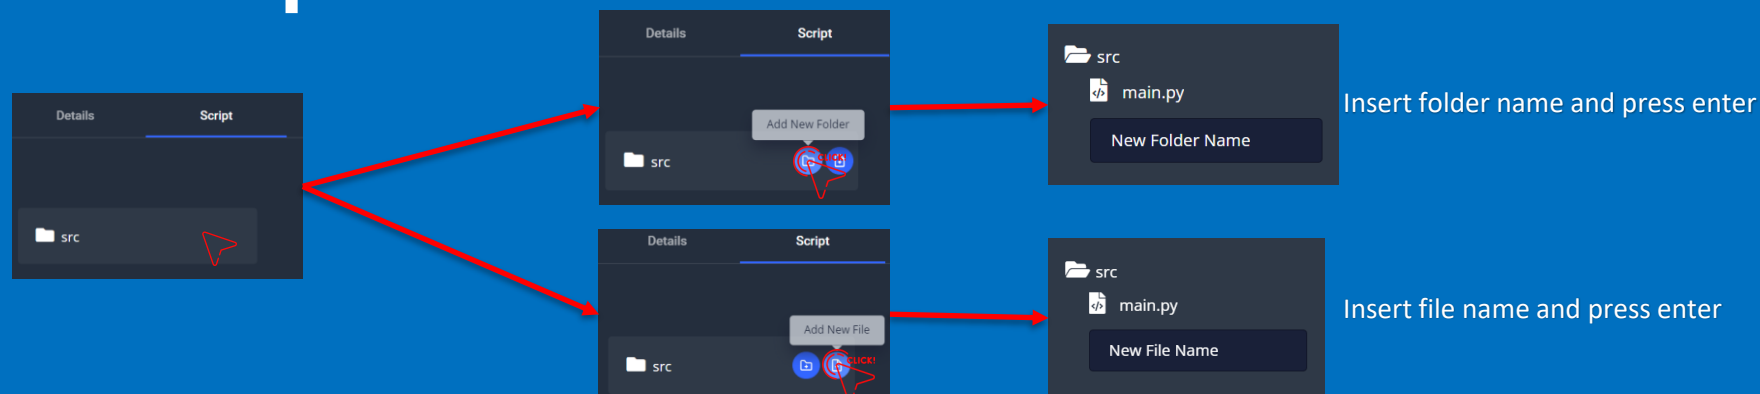 Details Script
src
Details Script
Add New Folder
src
CLICK!
src
main.py
New Folder Name
Insert folder name and press enter
Details Script
Add New File
src
CLICK!
src
main.py
New File Name
Insert file name and press enter